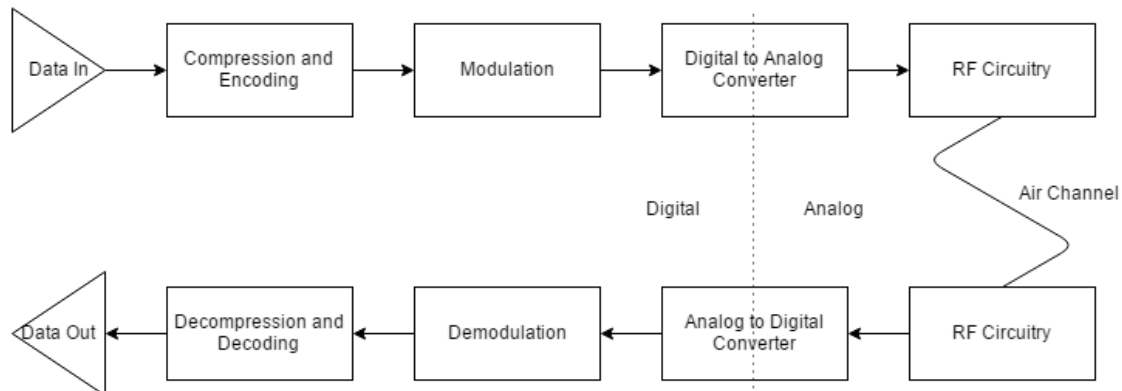 Data In
Compression and
Encoding
Modulation
Digital to Analog
Converter
RF Circuitry
Air Channel
Digital
Analog
Data Out
Decompression and
Decoding
Demodulation
Analog to Digital
Converter
RF Circuitry